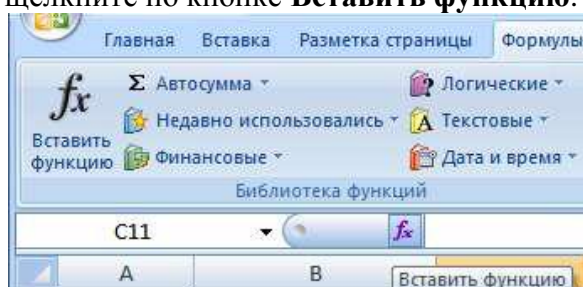 щелкните по кнопке Вставить функцию.
Главная Вставка Разметка страницы Формулы
fx Σ Автосумма Логические
Недавно использовались A Текстовые
Вставить функцию Финансовые Дата и время
Библиотека функций
C11 fx
A B Вставить функцию